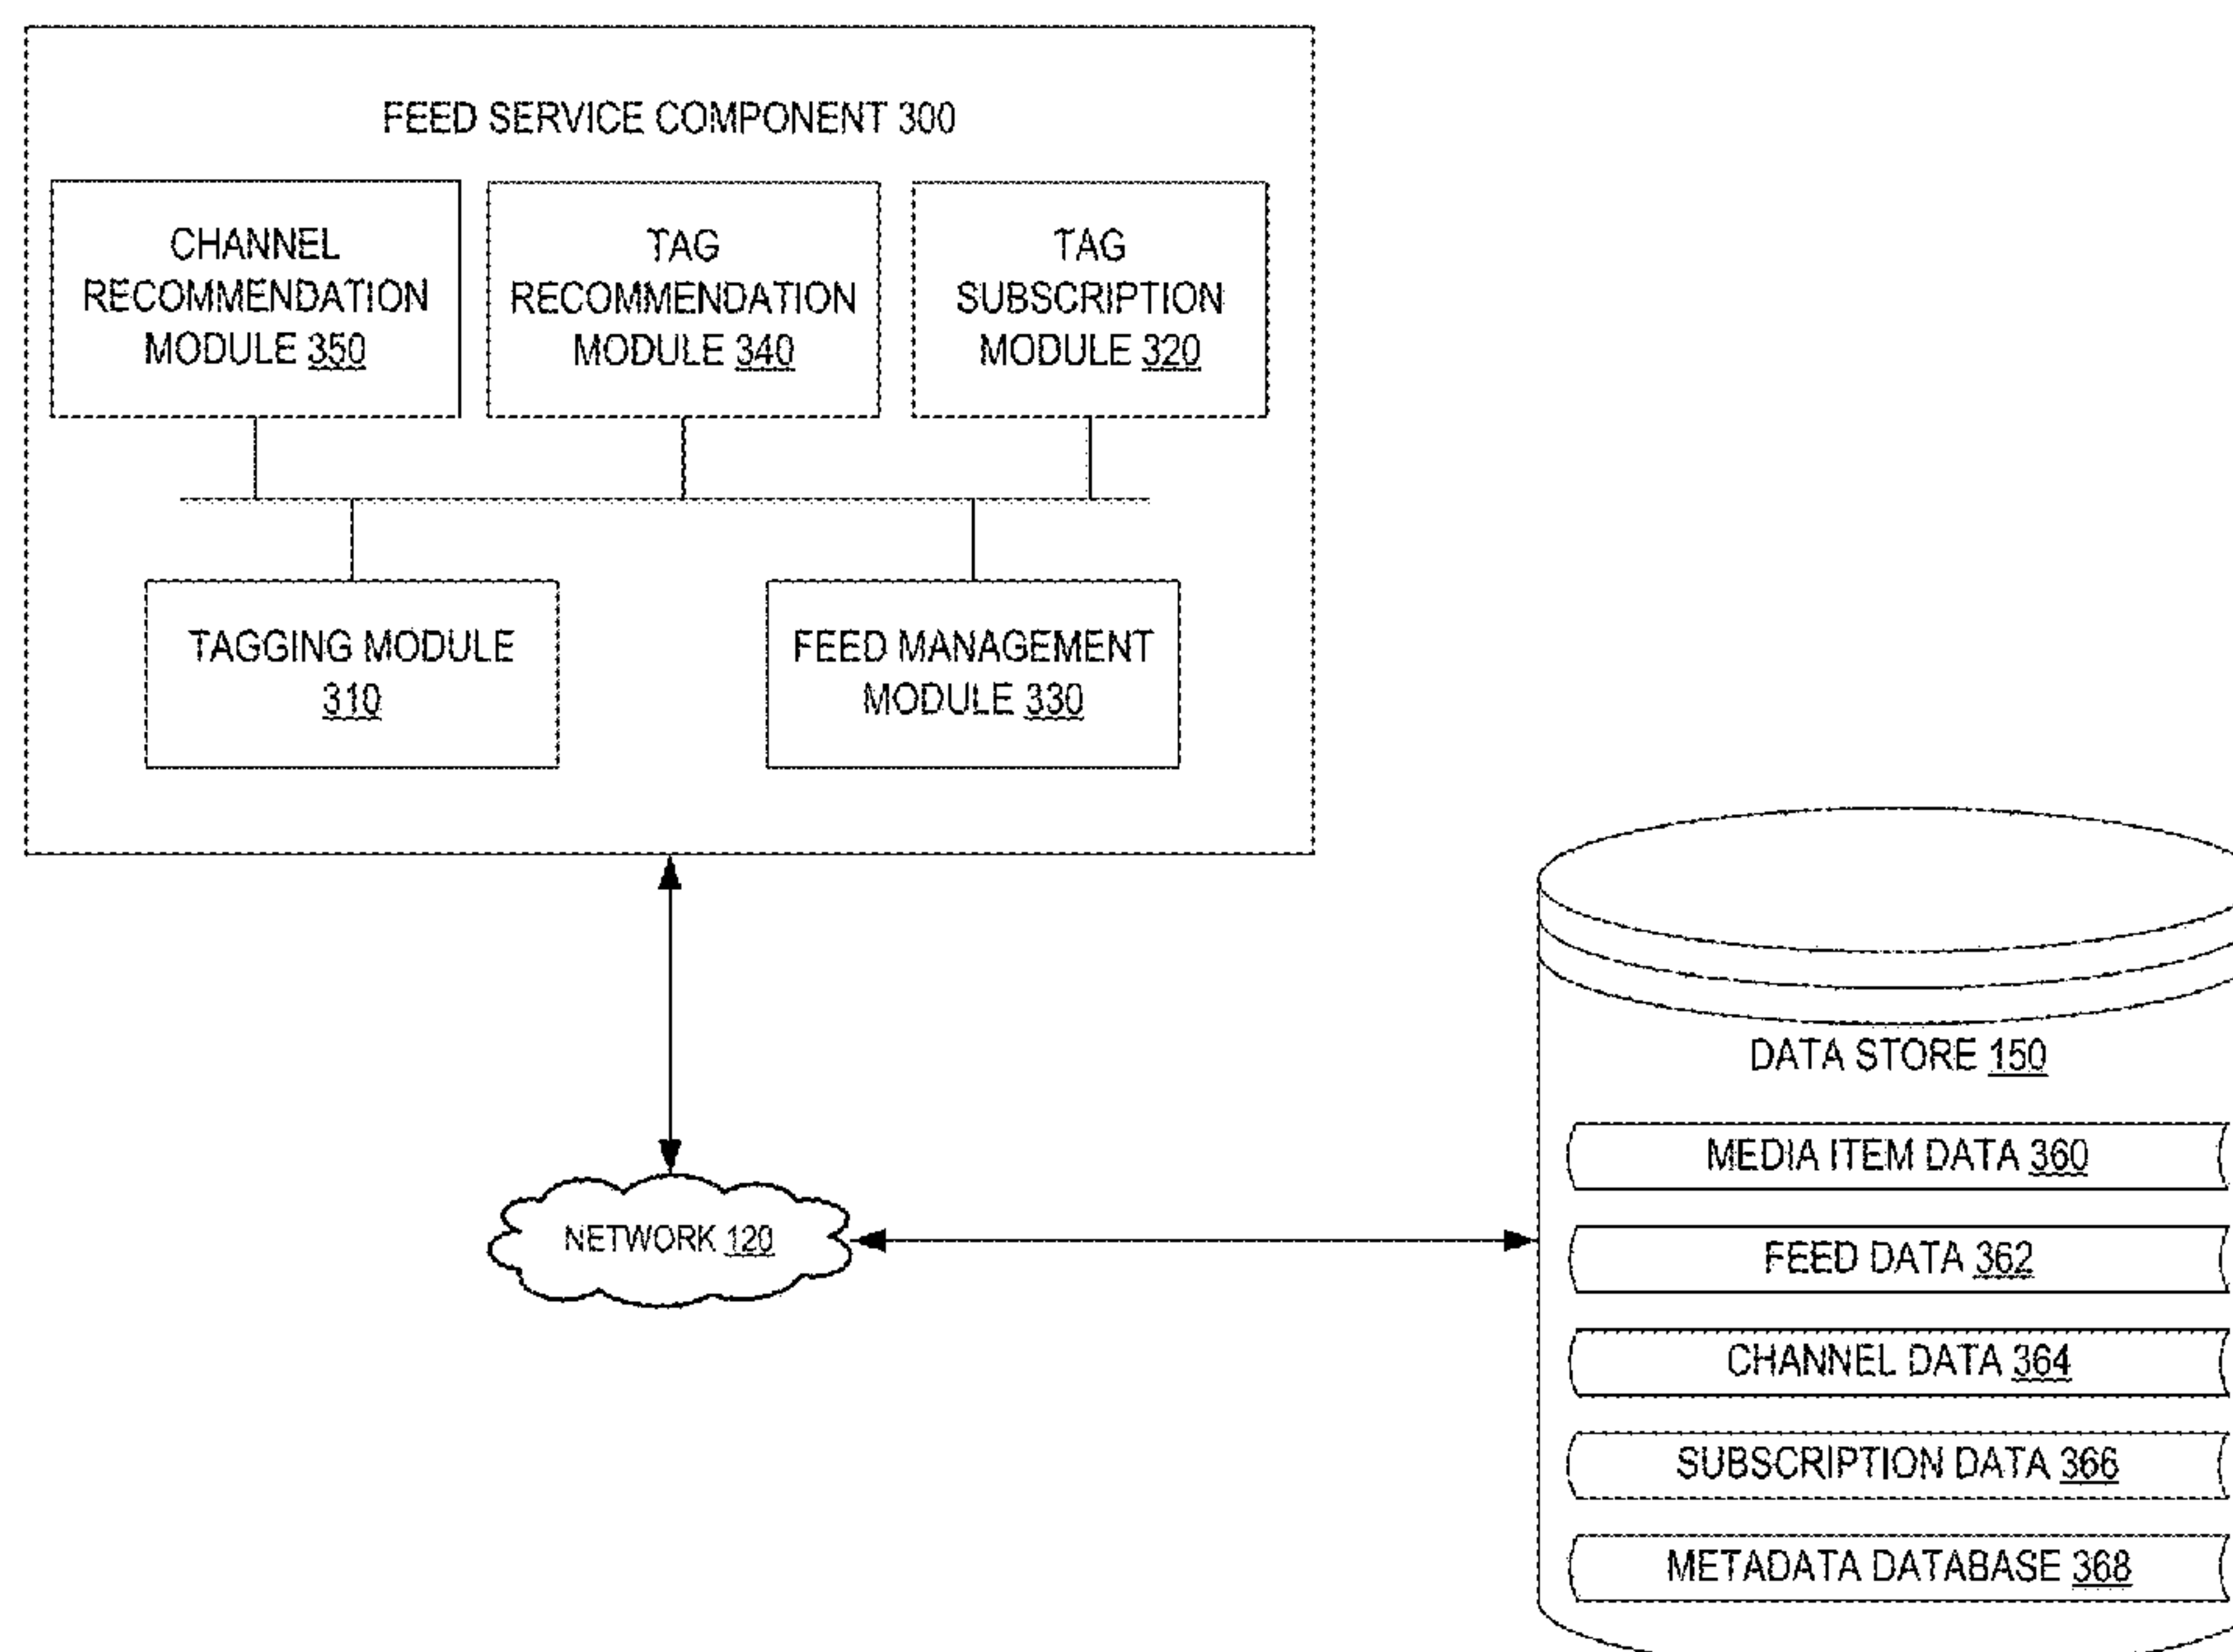 FEED SERVICE COMPONENT 300
CHANNEL
RECOMMENDATION
MODULE 350
TAG
RECOMMENDATION
MODULE 340
TAG
SUBSCRIPTION
MODULE 320
TAGGING MODULE
310
FEED MANAGEMENT
MODULE 330
DATA STORE 150
MEDIA ITEM DATA 360
NETWORK 120
FEED DATA 362
CHANNEL DATA 364
SUBSCRIPTION DATA 366
METADATA DATABASE 368